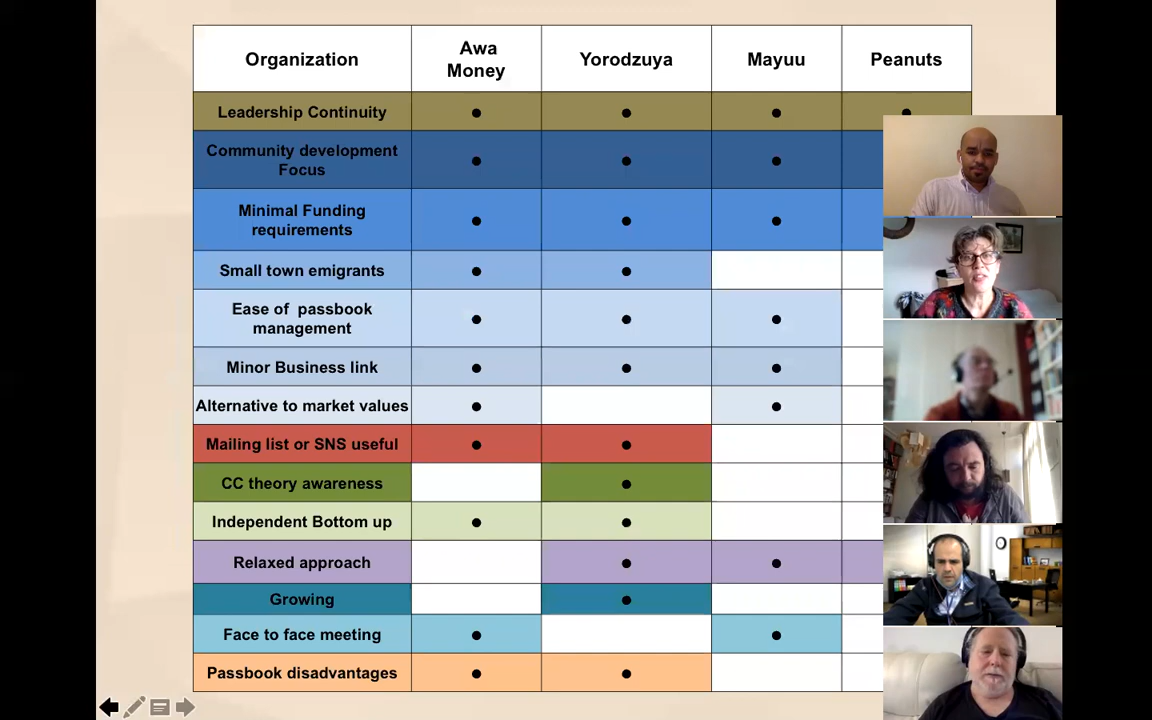 Organization
Awa
Money
Yorodzuya
Mayuu
Peanuts
Leadership Continuity
Community development
Focus
Minimal Funding
requirements
Small town emigrants
Ease of passbook
management
Minor Business link
Alternative to market values
Mailing list or SNS useful
CC theory awareness
Independent Bottom up
Relaxed approach
Growing
Face to face meeting
Passbook disadvantages